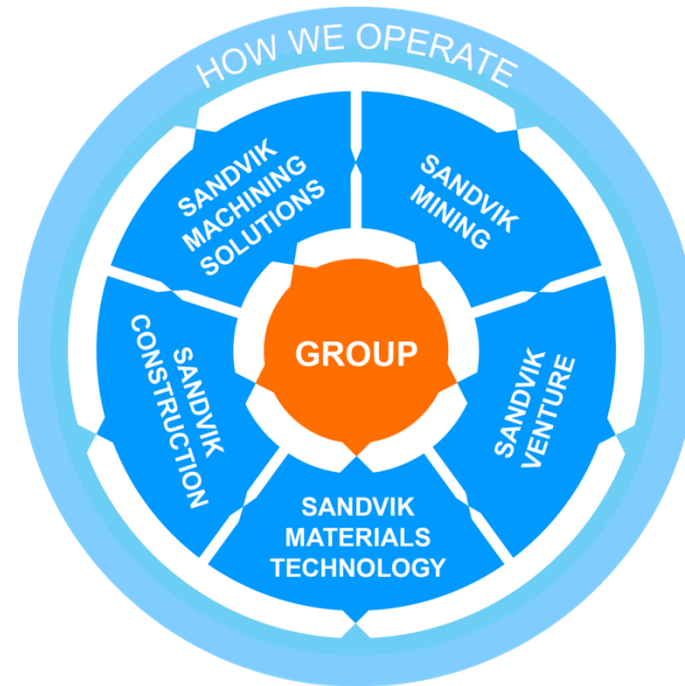 HOW WE OPERATE
SANDVIK
MACHINING
SOLUTIONS
SANDVIK
MINING
GROUP
SANDVIK
CONSTRUCTION
SANDVIK
VENTURE
SANDVIK
MATERIALS
TECHNOLOGY